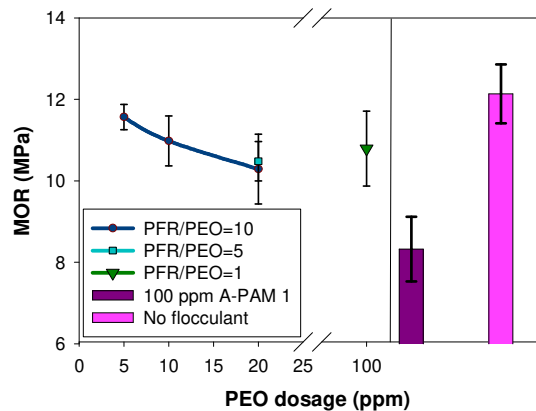 14
12
10
8
6
MOR (MPa)
PFR/PEO=10
PFR/PEO=5
PFR/PEO=1
100 ppm A-PAM 1
No flocculant
0 5 10 15 20 25 100
PEO dosage (ppm)